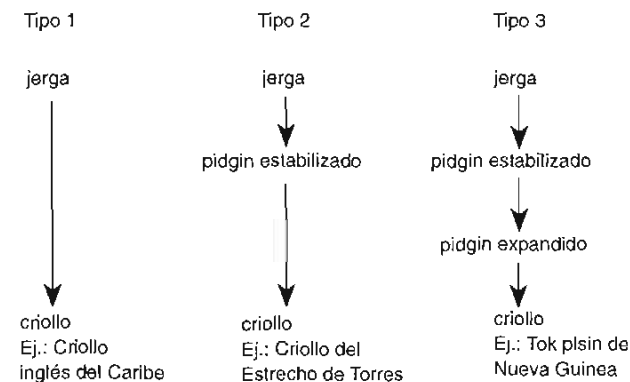 Tipo 1
jerga
criollo
Ej.: Criollo
inglés del Caribe
Tipo 2
jerga
pidgin estabilizado
criollo
Ej.: Criollo del
Estrecho de Torres
Tipo 3
jerga
pidgin estabilizado
pidgin expandido
criollo
Ej.: Tok plsin de
Nueva Guinea